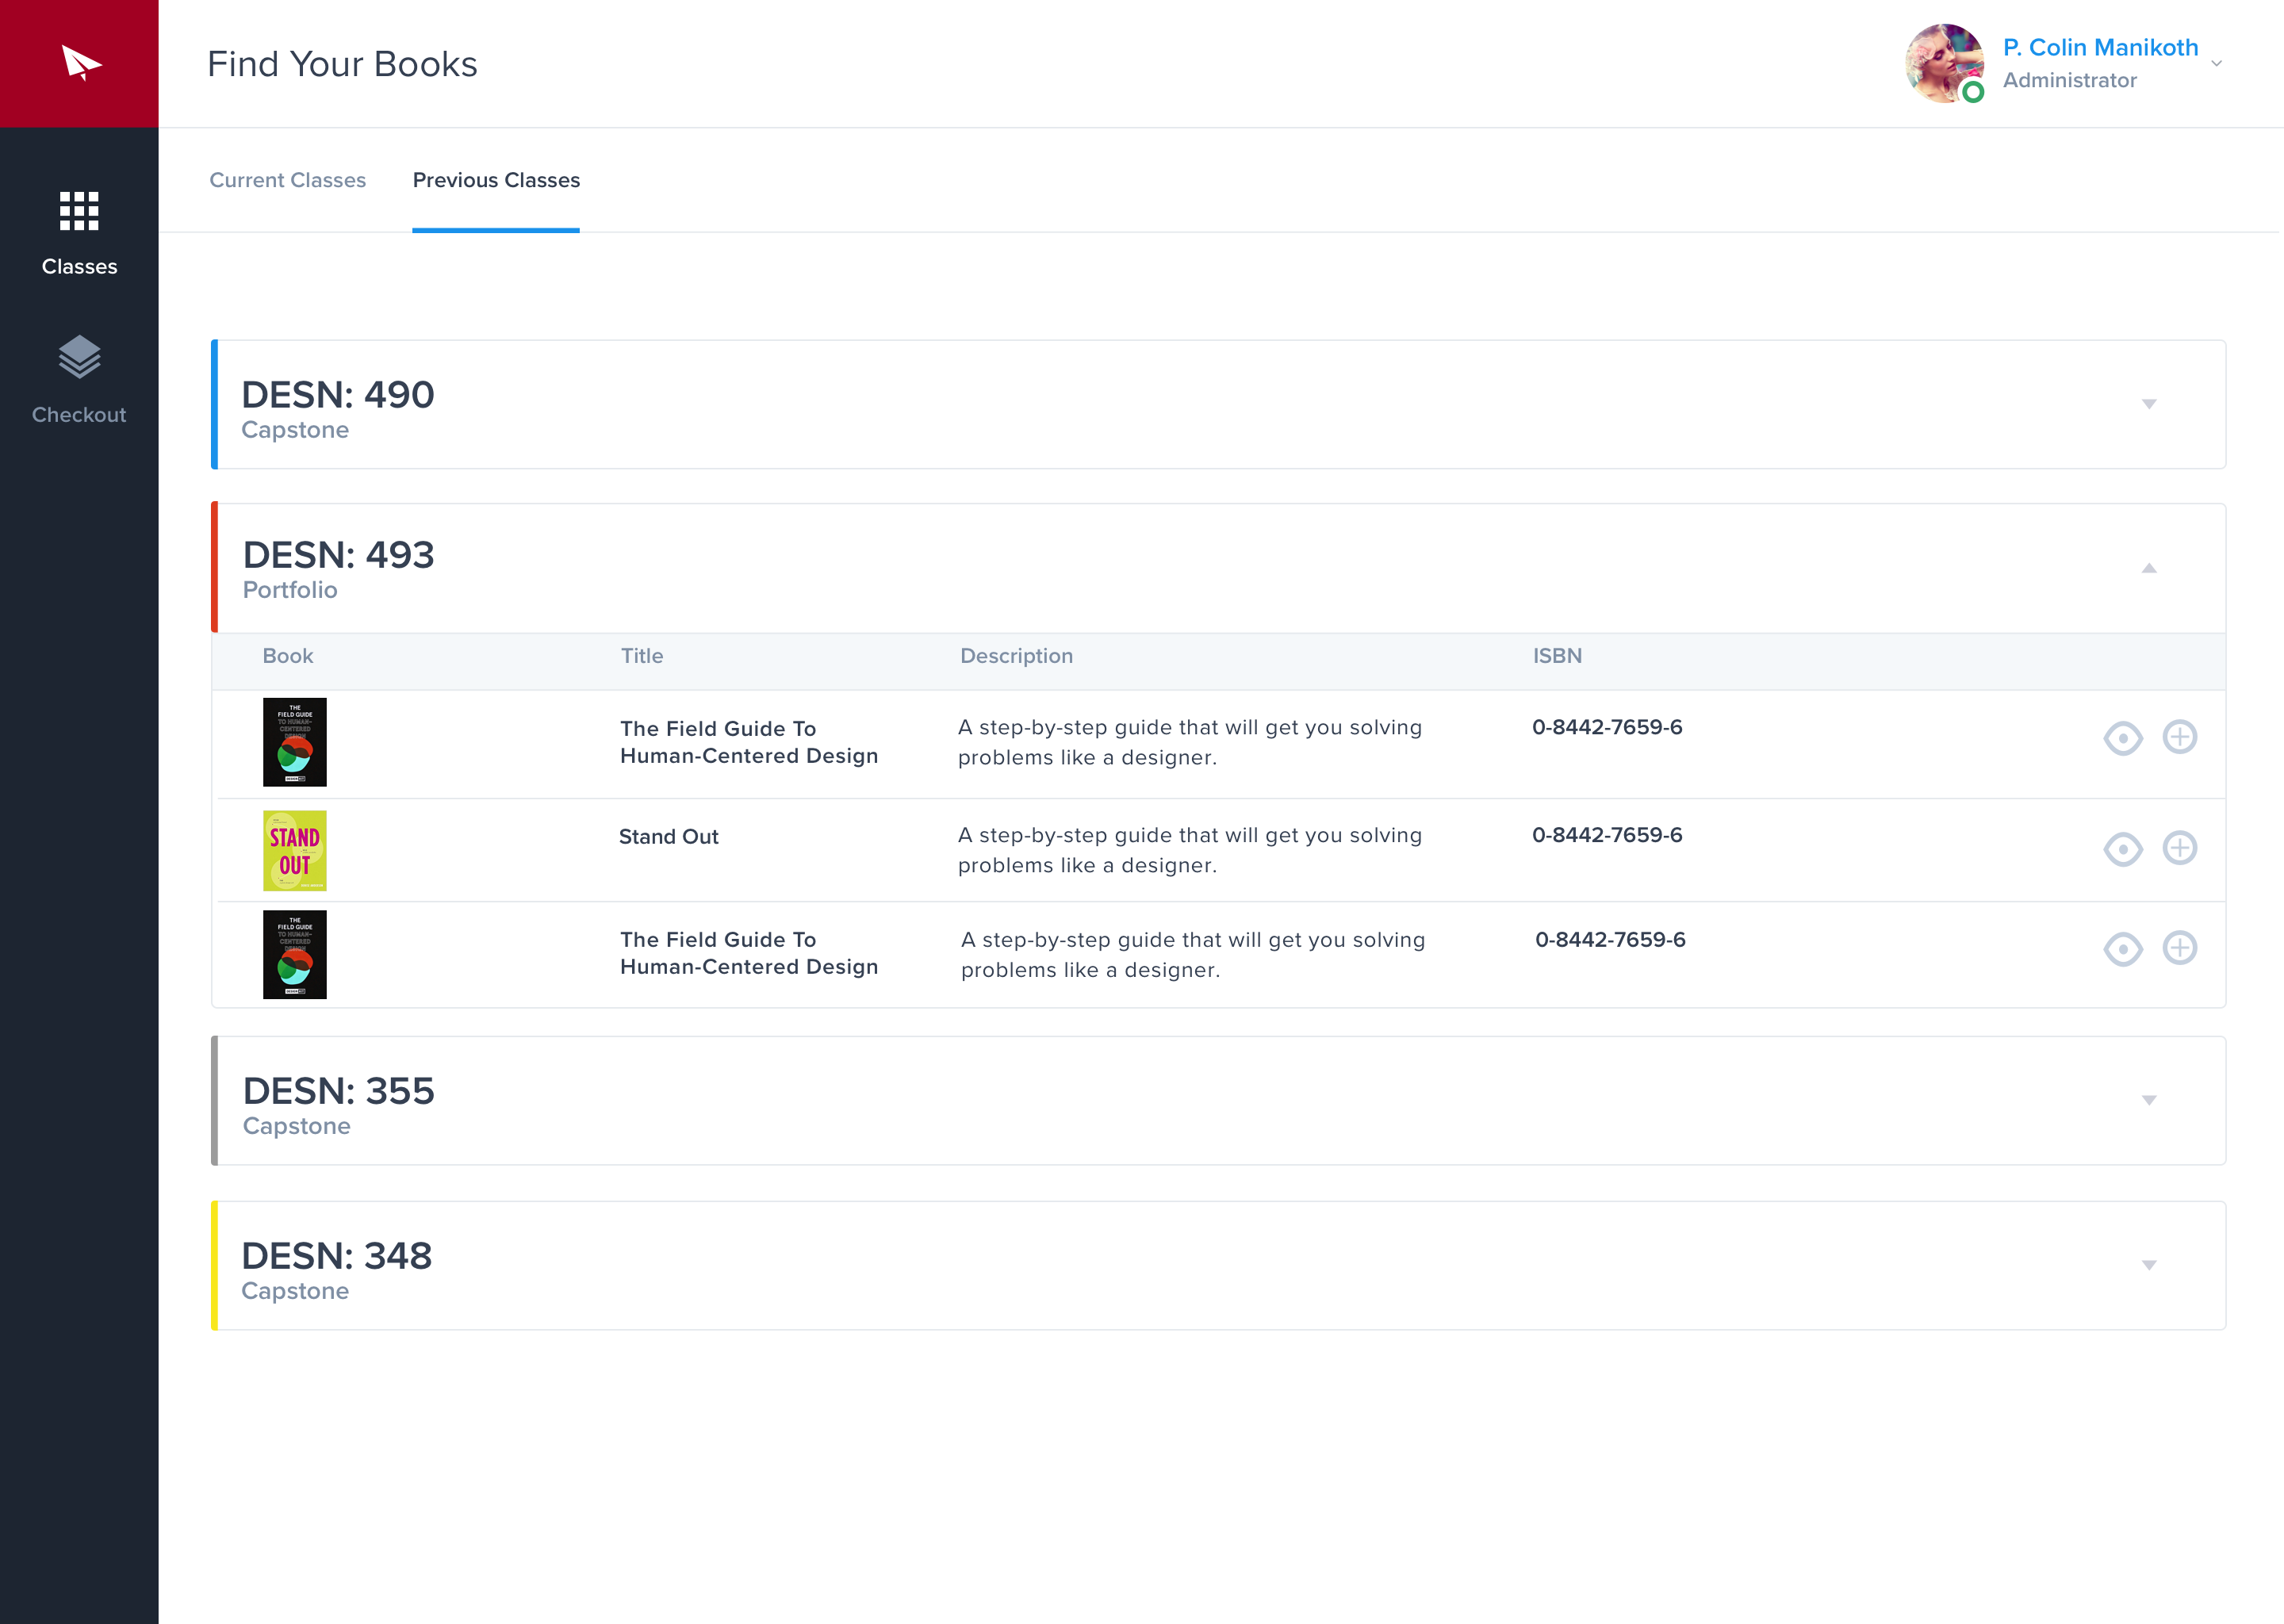 Find Your Books
P. Colin Manikoth
Administrator
Current Classes
Previous Classes
Classes
Checkout
DESN: 490
Capstone
DESN: 493
Portfolio
Book
Title
Description
ISBN
THE
FIELD GUIDE
TO HUMAN-
CENTERED
DESIGN
The Field Guide To
Human-Centered Design
A step-by-step guide that will get you solving
problems like a designer.
0-8442-7659-6
STAND
OUT
Stand Out
A step-by-step guide that will get you solving
problems like a designer.
0-8442-7659-6
THE
FIELD GUIDE
TO HUMAN-
CENTERED
DESIGN
The Field Guide To
Human-Centered Design
A step-by-step guide that will get you solving
problems like a designer.
0-8442-7659-6
DESN: 355
Capstone
DESN: 348
Capstone